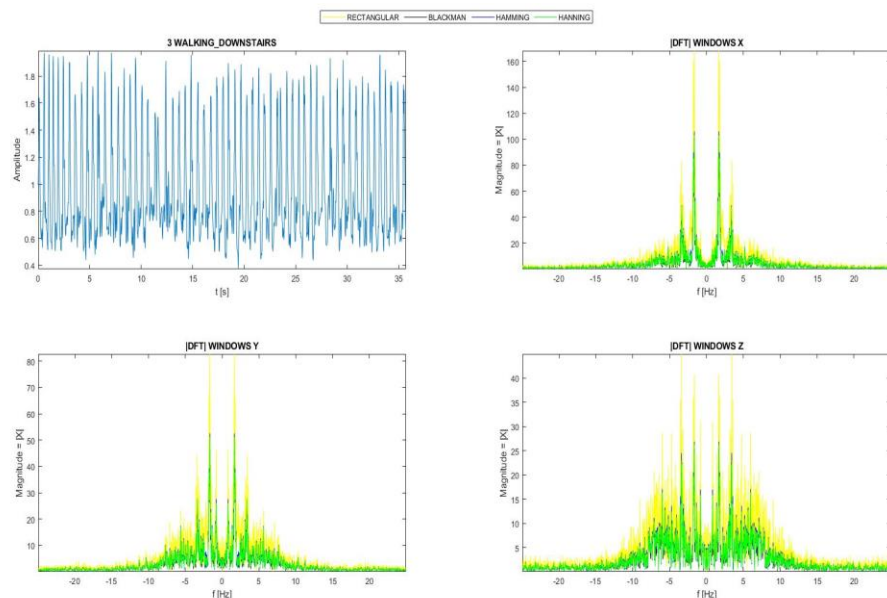 RECTANGULAR BLACKMAN HAMMING HANNING
3 WALKING_DOWNSTAIRS
Amplitude
1.8
1.6
1.4
1.2
1
0.8
0.6
0.4
0 5 10 15 20 25 30 35
t [s]
|DFT| WINDOWS X
Magnitude = |X|
160
140
120
100
80
60
40
20
-20 -15 -10 -5 0 5 10 15 20
f [Hz]
|DFT| WINDOWS Y
Magnitude = |X|
80
70
60
50
40
30
20
10
-20 -15 -10 -5 0 5 10 15 20
f [Hz]
|DFT| WINDOWS Z
Magnitude = |X|
45
40
35
30
25
20
15
10
5
-20 -15 -10 -5 0 5 10 15 20
f [Hz]